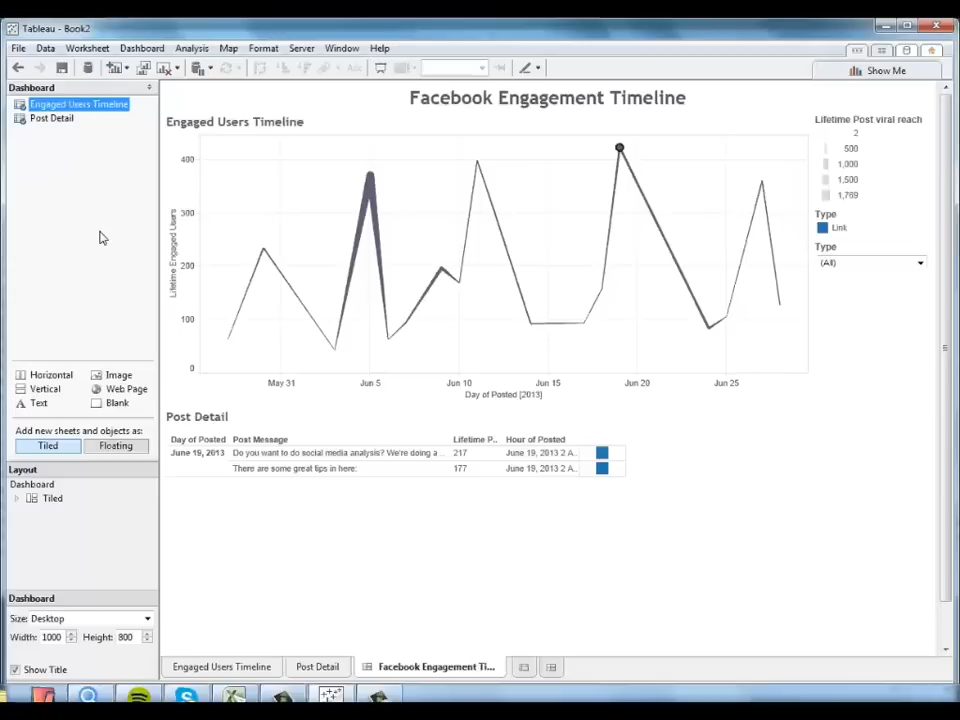 Tableau - Book2
File Data Worksheet Dashboard Analysis Map Format Server Window Help
Show Me
Dashboard
Engaged Users Timeline
Post Detail
Horizontal Image
Vertical Web Page
Text Blank
Add new sheets and objects as:
Tiled Floating
Layout
Dashboard
Tiled
Dashboard
Size: Desktop
Width: 1000 Height: 800
Show Title
Facebook Engagement Timeline
Engaged Users Timeline
400
300
200
100
0
Lifetime Engaged Users
May 31 Jun 5 Jun 10 Jun 15 Jun 20 Jun 25
Day of Posted [2013]
Lifetime Post viral reach
2
500
1,000
1,500
1,769
Type
Link
Type
(All)
Post Detail
Day of Posted Post Message Lifetime P.. Hour of Posted
June 19, 2013 Do you want to do social media analysis? We're doing a ... 217 June 19, 2013 2 A..
There are some great tips in here: 177 June 19, 2013 2 A..
Engaged Users Timeline Post Detail Facebook Engagement Ti...